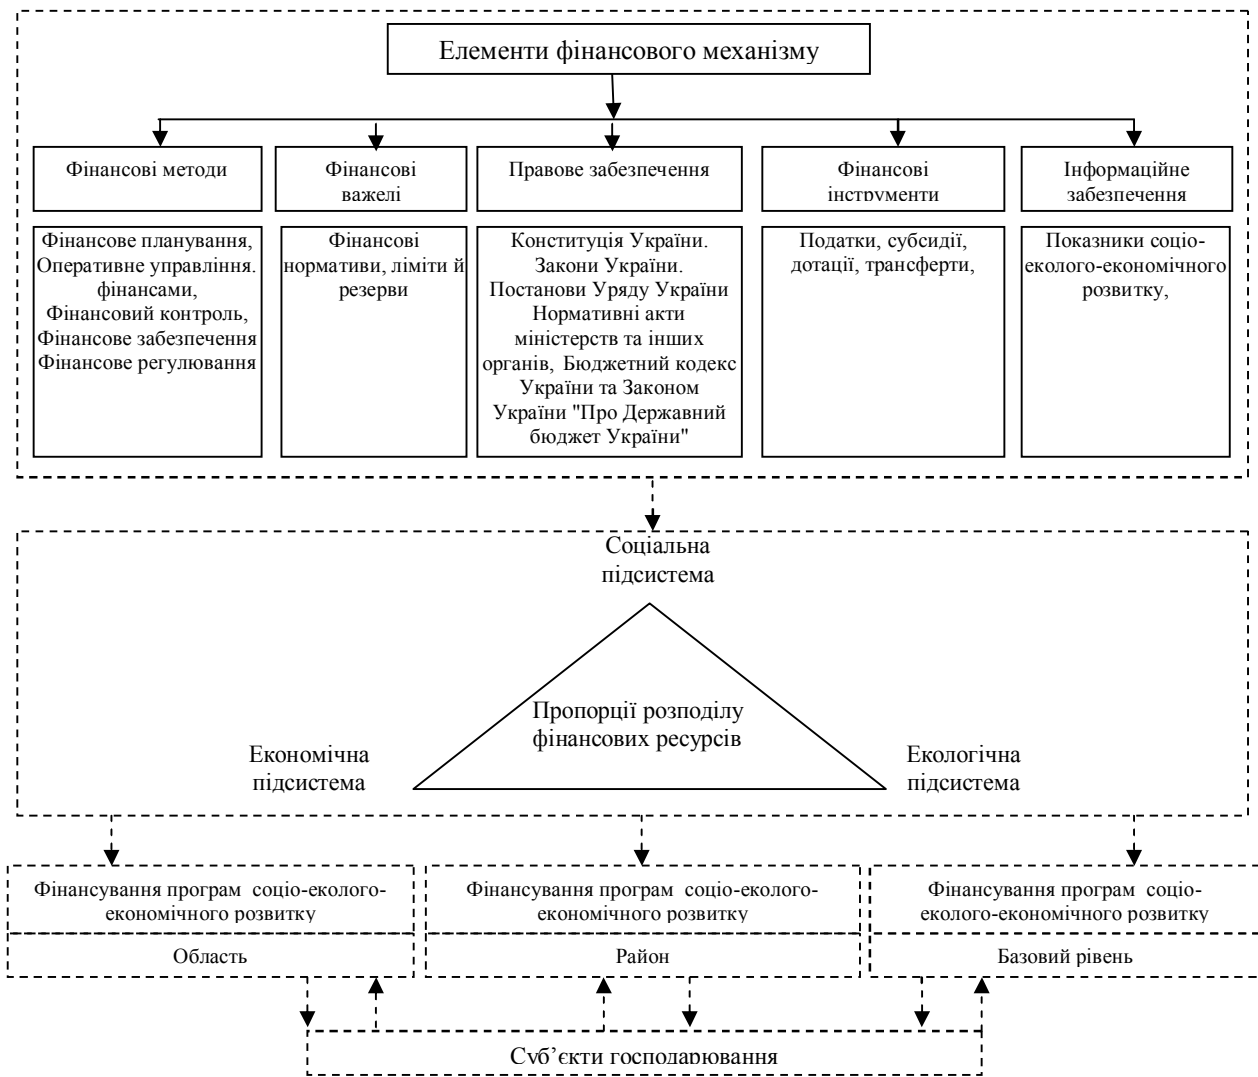 Елементи фінансового механізму
Фінансові методи
Фінансові
важелі
Правове забезпечення
Фінансові
інструменти
Інформаційне
забезпечення
Фінансове планування,
Оперативне управління.
фінансами,
Фінансовий контроль,
Фінансове забезпечення
Фінансове регулювання
Фінансові
нормативи, ліміти й
резерви
Конституція України.
Закони України.
Постанови Уряду України
Нормативні акти
міністерств та інших
органів, Бюджетний кодекс
України та Законом
України "Про Державний
бюджет України"
Податки, субсидії,
дотації, трансферти,
Показники соціо-
еколого-економічного
розвитку,
Соціальна
підсистема
Пропорції розподілу
фінансових ресурсів
Економічна
підсистема
Екологічна
підсистема
Фінансування програм соціо-еколого-
економічного розвитку
Область
Фінансування програм соціо-еколого-
економічного розвитку
Район
Фінансування програм соціо-
еколого-економічного розвитку
Базовий рівень
Суб’єкти господарювання